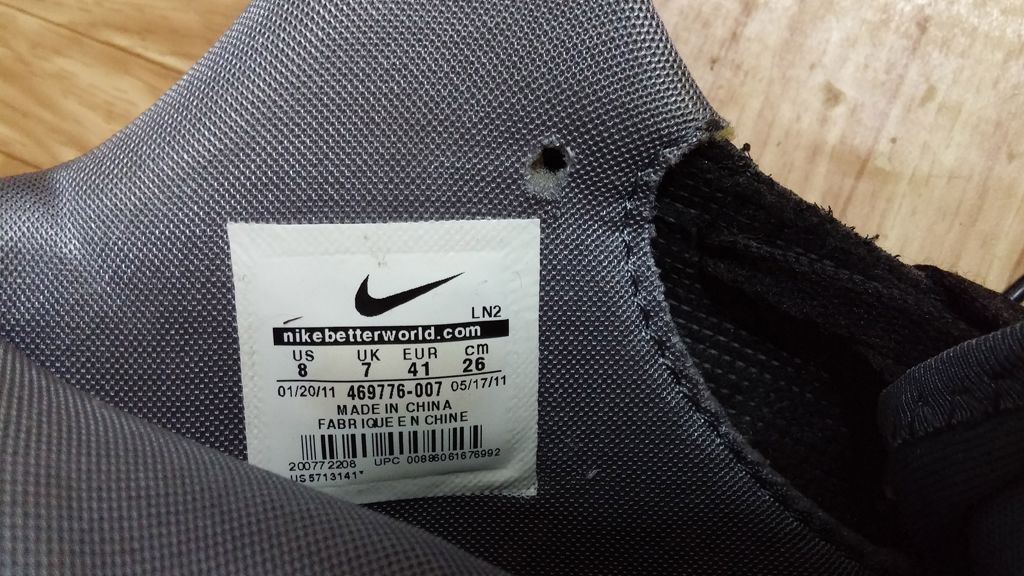 LN2
nikebetterworld.com
US UK EUR cm
8 7 41 26
01/20/11 469776-007 05/17/11
MADE IN CHINA
FABRIQUE EN CHINE
200772208 UPC 00886061676992
US5713141"